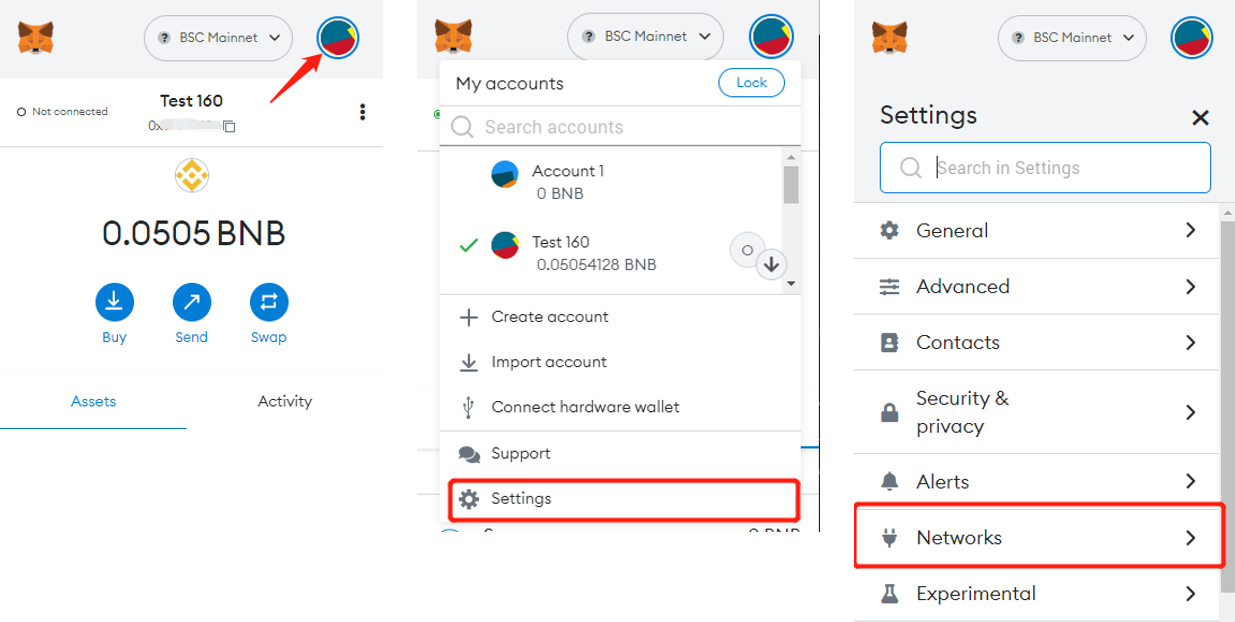 BSC Mainnet
Not connected
Test 160
0.0505 BNB
Buy
Send
Swap
Assets
Activity
BSC Mainnet
My accounts
Lock
Search accounts
Account 1
0 BNB
Test 160
0.05054128 BNB
Create account
Import account
Connect hardware wallet
Support
Settings
BSC Mainnet
Settings
Search in Settings
General
Advanced
Contacts
Security &
privacy
Alerts
Networks
Experimental